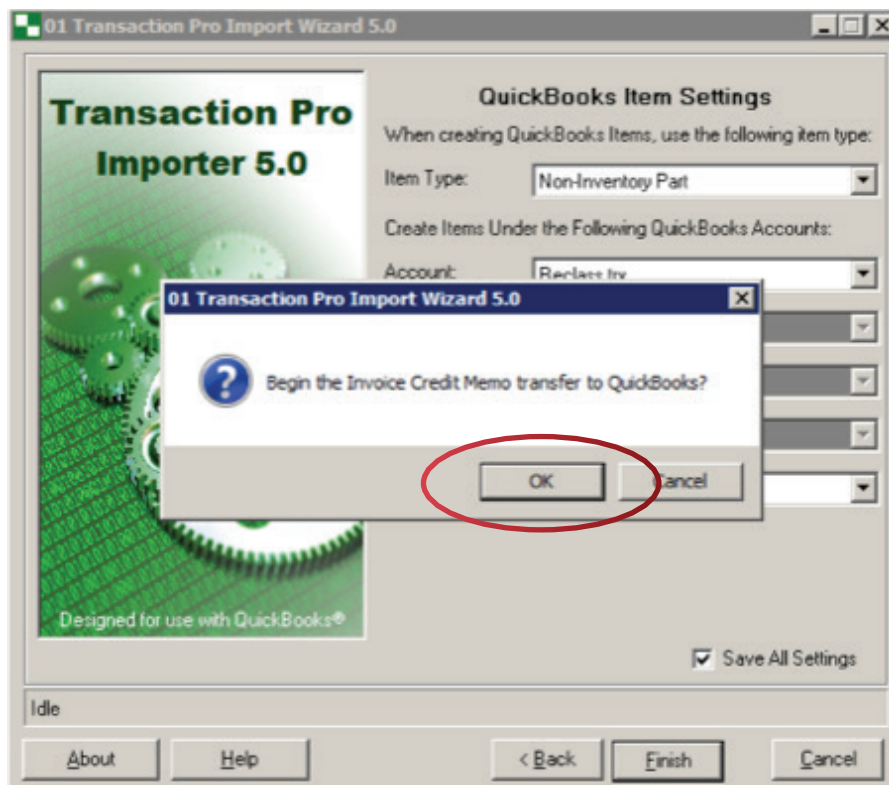 01 Transaction Pro Import Wizard 5.0
Transaction Pro
Importer 5.0
Designed for use with QuickBooks®
QuickBooks Item Settings
When creating QuickBooks Items, use the following item type:
Item Type: Non-Inventory Part
Create Items Under the Following QuickBooks Accounts:
Account: Reclass trx
01 Transaction Pro Import Wizard 5.0
Begin the Invoice Credit Memo transfer to QuickBooks?
OK Cancel
Save All Settings
Idle
About Help < Back Finish Cancel